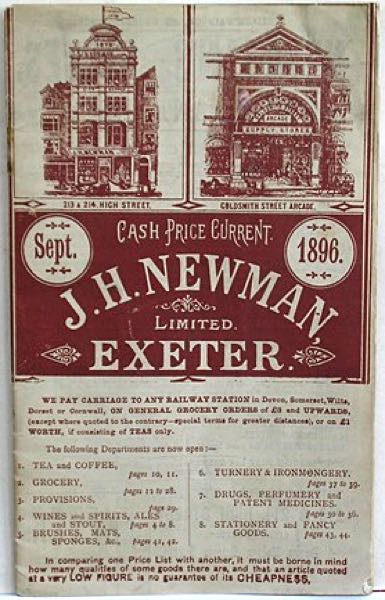 ARCADE
SUPPLY STORES
213 & 214, HIGH STREET.
GOLDSMITH STREET ARCADE.
Sept.
CASH PRICE CURRENT.
1896.
J.H. NEWMAN,
LIMITED.
EXETER.
WE PAY CARRIAGE TO ANY RAILWAY STATION in Devon, Somerset, Wilts,
Dorset or Cornwall, ON GENERAL GROCERY ORDERS of £3 and UPWARDS,
(except where quoted to the contrary—special terms for greater distances), or on £1
WORTH, if consisting of TEAS only.
The following Departments are now open:—
1. TEA and COFFEE,
pages 10, 11.
2. GROCERY,
pages 12 to 28.
3. PROVISIONS,
page 29.
4. WINES and SPIRITS, ALES
and STOUT, pages 4 to 8.
5. BRUSHES, MATS,
SPONGES, &c., pages 41, 42.
6. TURNERY & IRONMONGERY.
pages 37 to 39.
7. DRUGS, PERFUMERY and
PATENT MEDICINES.
pages 30 to 36.
8. STATIONERY and FANCY
GOODS. pages 43, 44.
In comparing one Price List with another, it must be borne in mind
how many qualities of some goods there are, and that an article quoted
at a very LOW FIGURE is no guarantee of its CHEAPNESS.